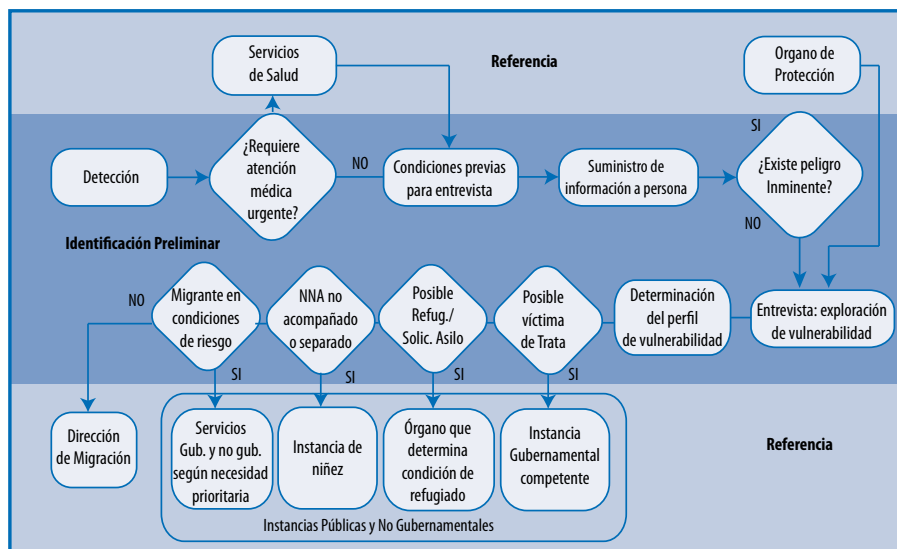 Servicios
de Salud
Referencia
Organo de
Protección
Detección
¿Requiere
atención
médica
urgente?
NO
Condiciones previas
para entrevista
Suministro de
información a persona
SI
¿Existe peligro
Inminente?
NO
Identificación Preliminar
NO
Migrante en
condiciones
de riesgo
SI
NNA no
acompañado
o separado
SI
Posible
Refug./
Solic. Asilo
SI
Posible
víctima
de Trata
SI
Determinación
del perfil
de vulnerabilidad
Entrevista: exploración
de vulnerabilidad
Dirección
de Migración
Servicios
Gub. y no gub.
según necesidad
prioritaria
Instancia de
niñez
Órgano que
determina
condición de
refugiado
Instancia
Gubernamental
competente
Referencia
Instancias Públicas y No Gubernamentales